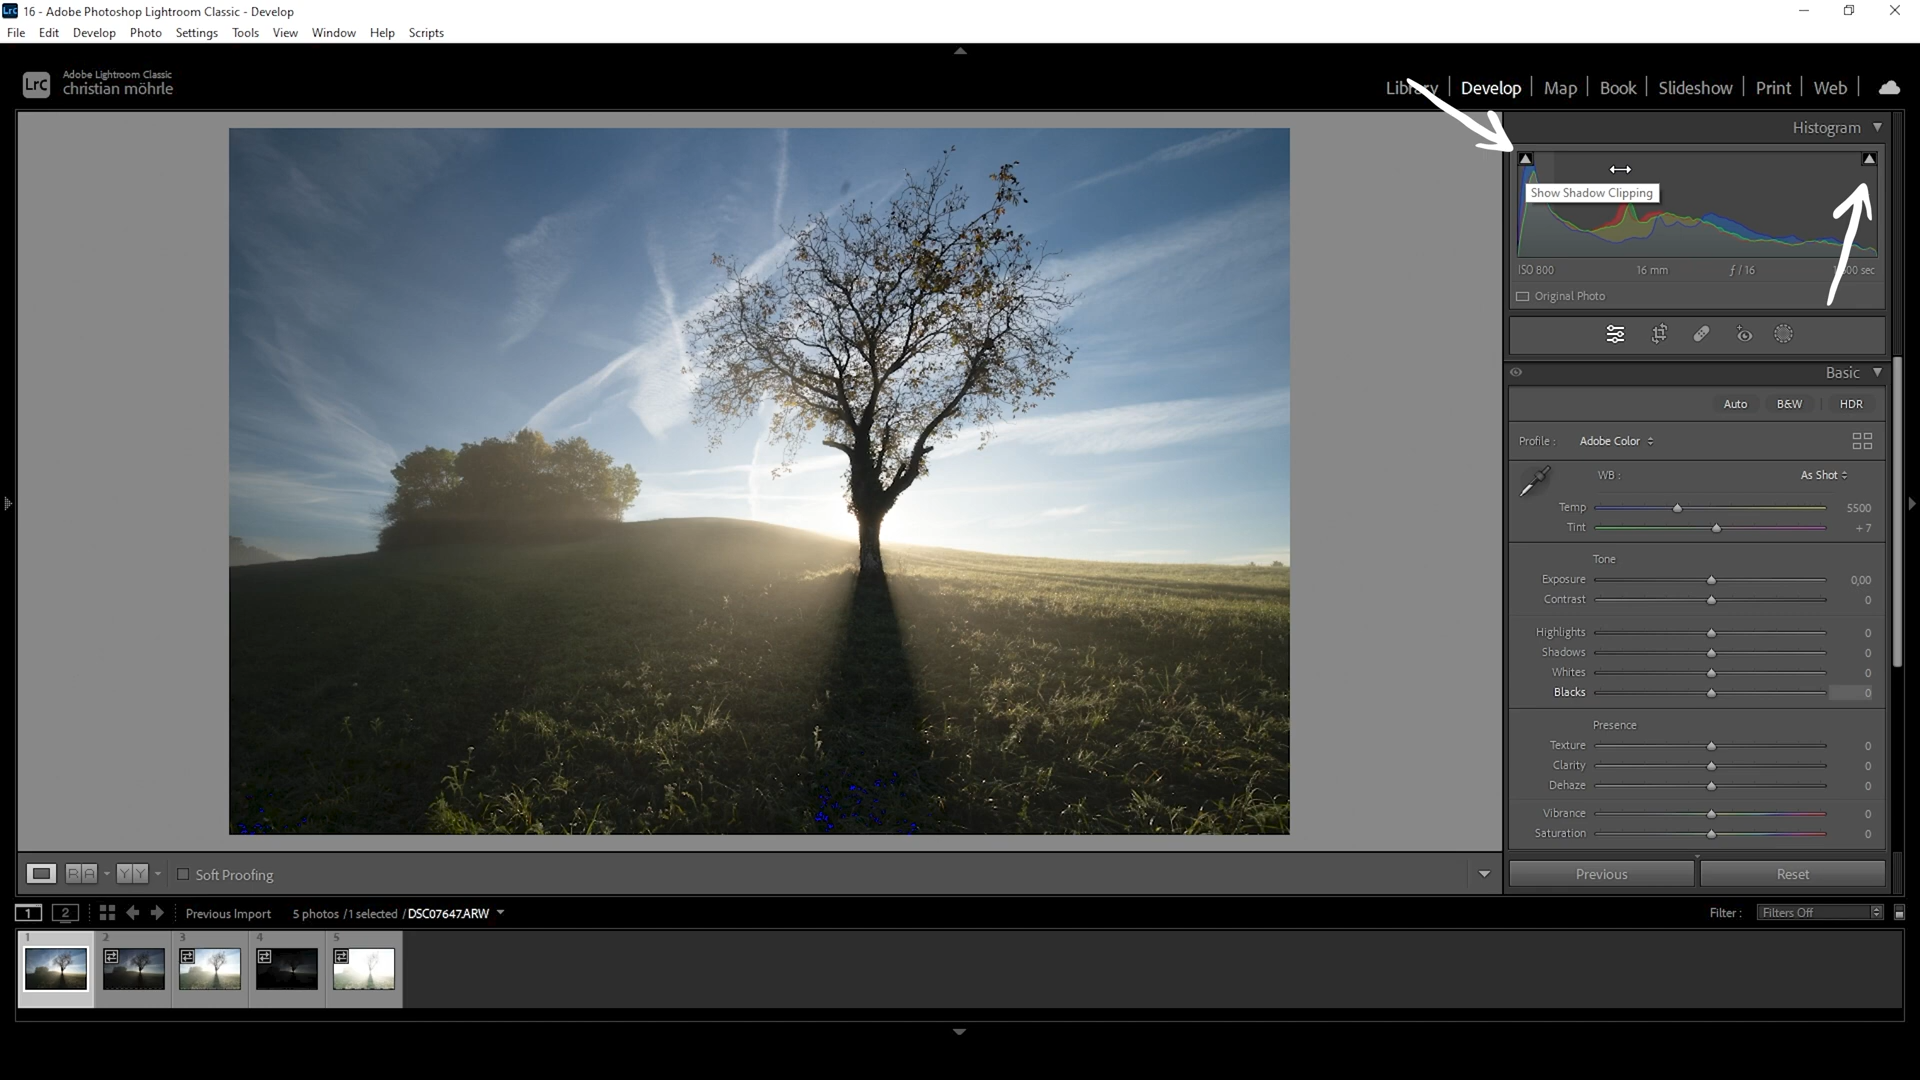 Lrc 16 - Adobe Photoshop Lightroom Classic - Develop
File Edit Develop Photo Settings Tools View Window Help Scripts
LrC Adobe Lightroom Classic
christian möhrle
Library Develop Map Book Slideshow Print Web
Histogram
Show Shadow Clipping
ISO 800 16 mm ƒ / 16 sec
Original Photo
Basic
Auto B&W HDR
Profile : Adobe Color
WB : As Shot
Temp 5500
Tint + 7
Tone
Exposure 0,00
Contrast 0
Highlights 0
Shadows 0
Whites 0
Blacks 0
Presence
Texture 0
Clarity 0
Dehaze 0
Vibrance 0
Saturation 0
R A Y Y Soft Proofing
Previous Reset
1 2 Previous Import 5 photos / 1 selected / DSC07647.ARW Filter : Filters Off
1 2 3 4 5